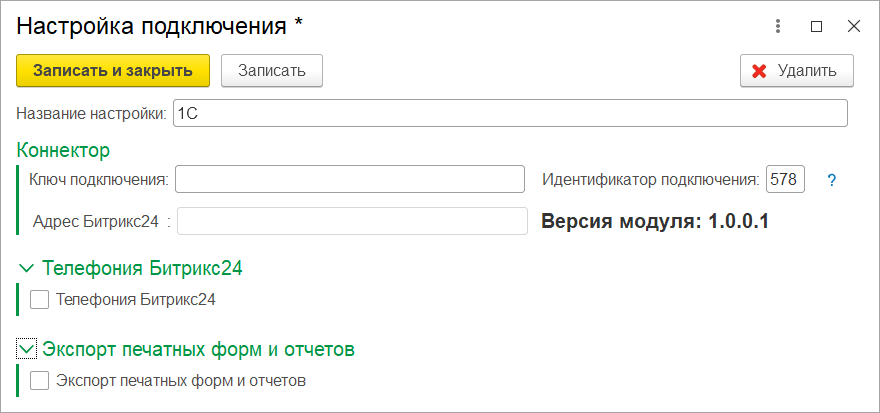 Настройка подключения *
Записать и закрыть Записать Удалить
Название настройки: 1С
Коннектор
Ключ подключения: Идентификатор подключения: 578 ?
Адрес Битрикс24 : Версия модуля: 1.0.0.1
Телефония Битрикс24
Телефония Битрикс24
Экспорт печатных форм и отчетов
Экспорт печатных форм и отчетов